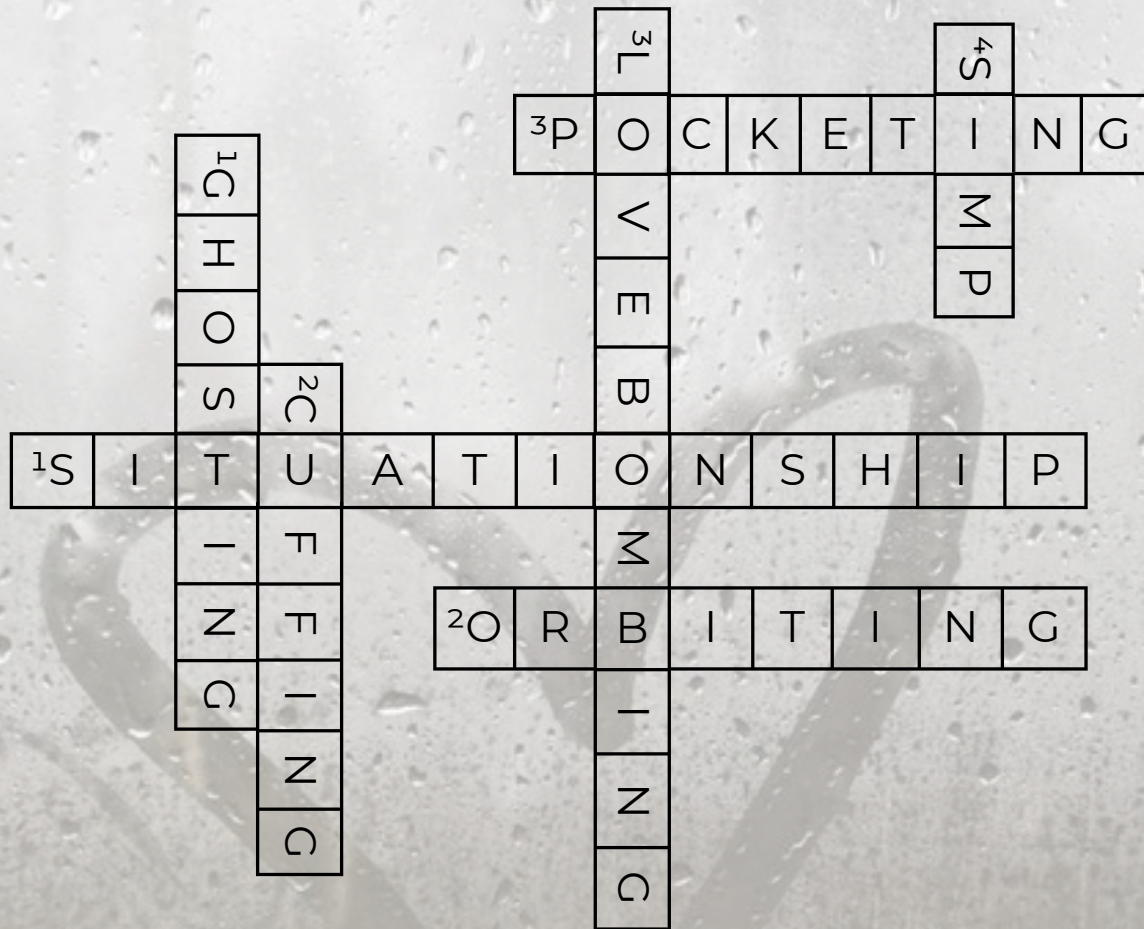 ³LOVEBOMBING
⁴SIMP
³POCKETING
¹GHOSTING
²CUFFING
¹SITUATIONSHIP
²ORBITING